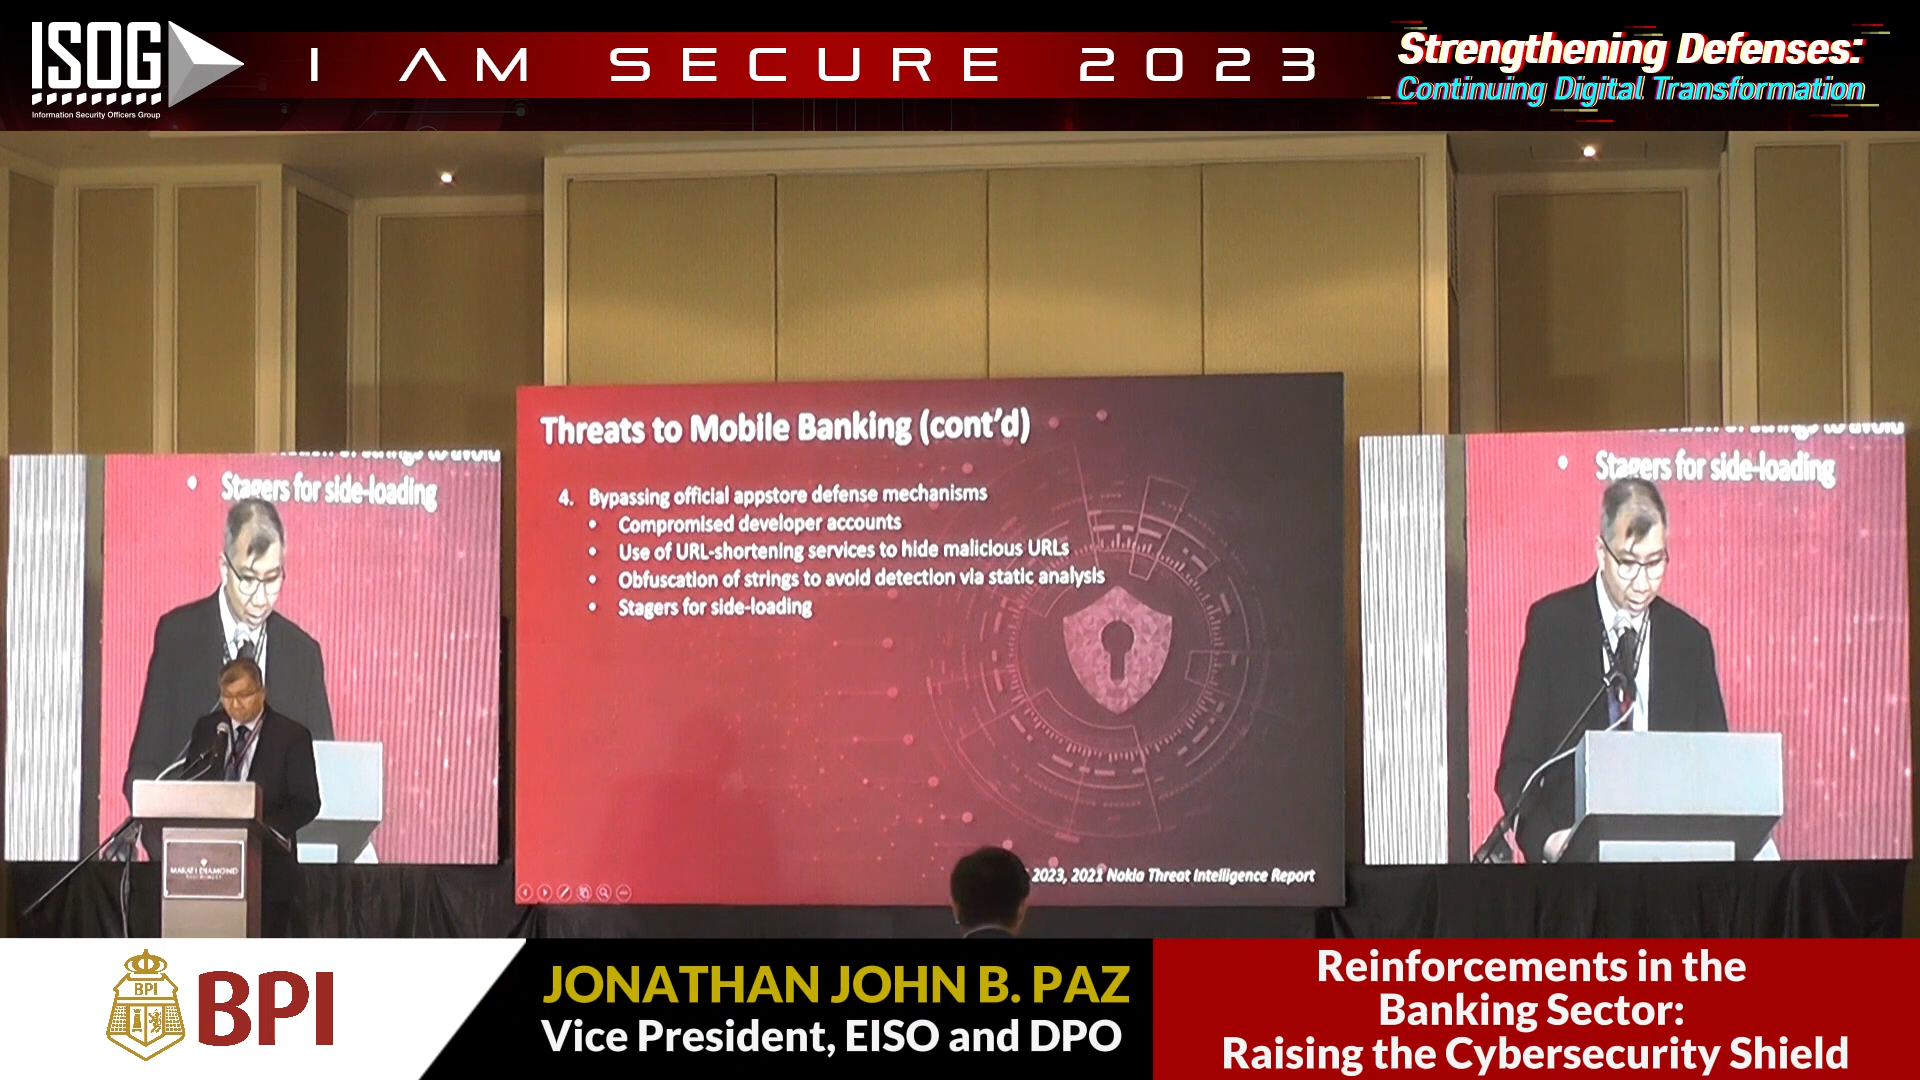 ISOG
Information Security Officers Group
I AM SECURE 2023
Strengthening Defenses:
Continuing Digital Transformation
Threats to Mobile Banking (cont'd)
4. Bypassing official appstore defense mechanisms
• Compromised developer accounts
• Use of URL-shortening services to hide malicious URLs
• Obfuscation of strings to avoid detection via static analysis
• Stagers for side-loading
2023, 2021 Nokia Threat Intelligence Report
• Stagers for side-loading
• Stagers for side-loading
MAKATI DIAMOND
BPI
BPI
JONATHAN JOHN B. PAZ
Vice President, EISO and DPO
Reinforcements in the
Banking Sector:
Raising the Cybersecurity Shield